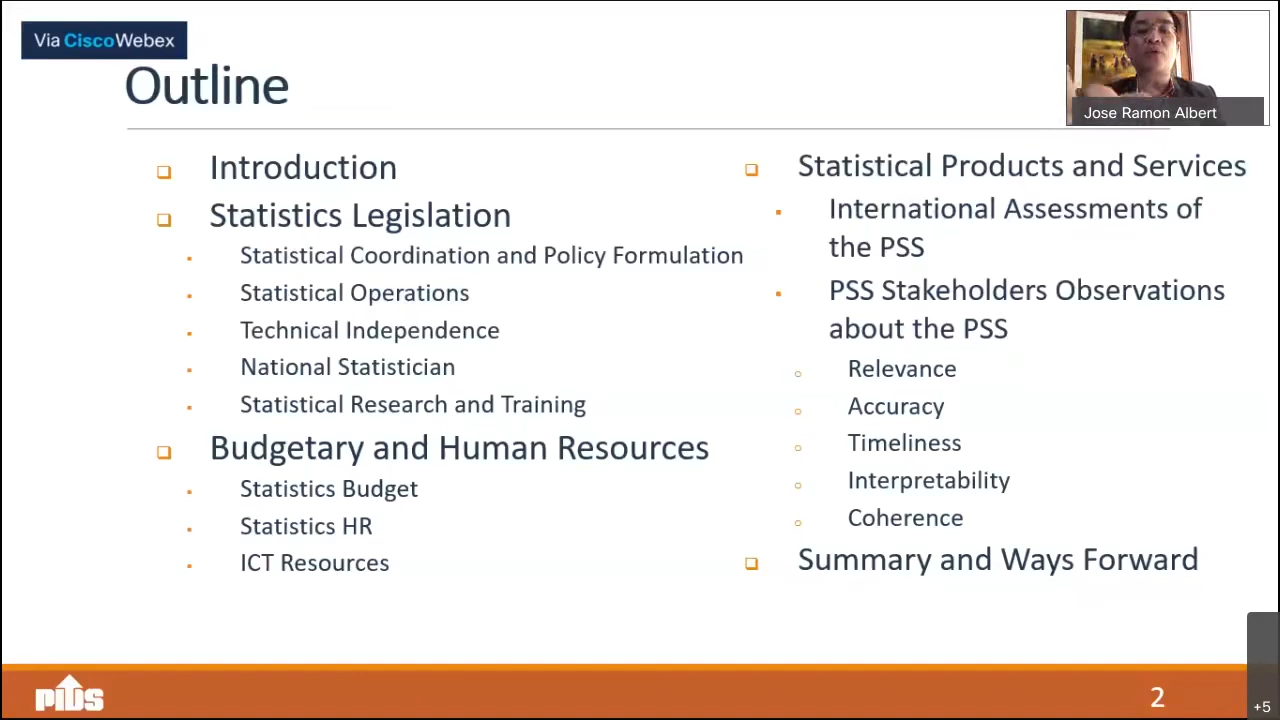 Via CiscoWebex
Outline
Jose Ramon Albert
Introduction
Statistics Legislation
Statistical Coordination and Policy Formulation
Statistical Operations
Technical Independence
National Statistician
Statistical Research and Training
Budgetary and Human Resources
Statistics Budget
Statistics HR
ICT Resources
Statistical Products and Services
International Assessments of
the PSS
PSS Stakeholders Observations
about the PSS
Relevance
Accuracy
Timeliness
Interpretability
Coherence
Summary and Ways Forward
pids
2
+5